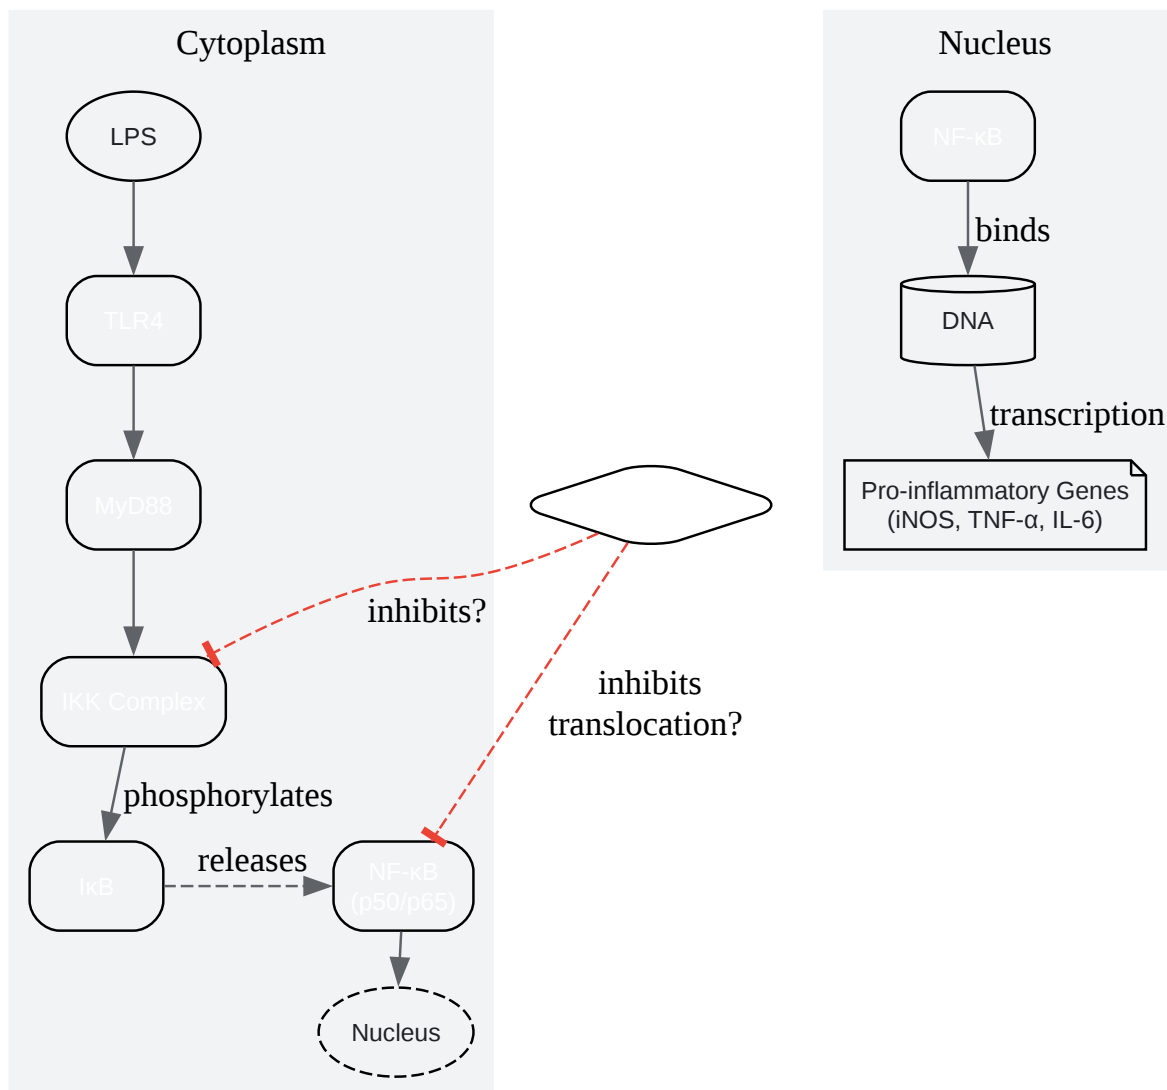 Cytoplasm
LPS
TLR4
MyD88
IKK Complex
phosphorylates
IκB
releases
NF-κB
(p50/p65)
Nucleus
inhibits?
inhibits
translocation?
Nucleus
NF-κB
binds
DNA
transcription
Pro-inflammatory Genes
(iNOS, TNF-α, IL-6)